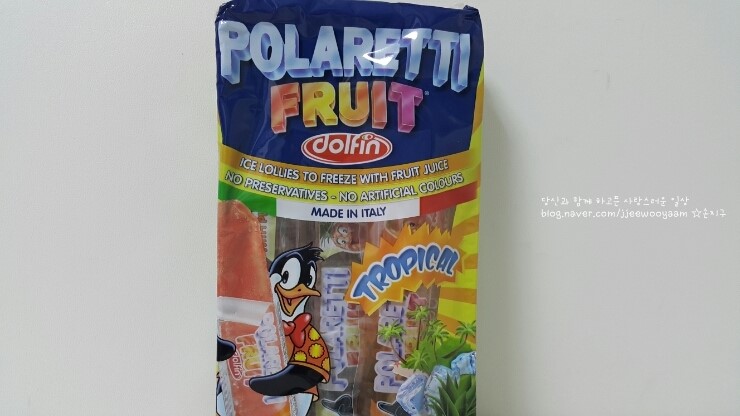 POLARETTI
FRUIT
dolfin
ICE LOLLIES TO FREEZE WITH FRUIT JUICE
NO PRESERVATIVES - NO ARTIFICIAL COLOURS
MADE IN ITALY
TROPICAL
POLARETTI
당신과 함께 하고픈 사랑스러운 일상
blog.naver.com/jjeewooyaam ☆윤지구